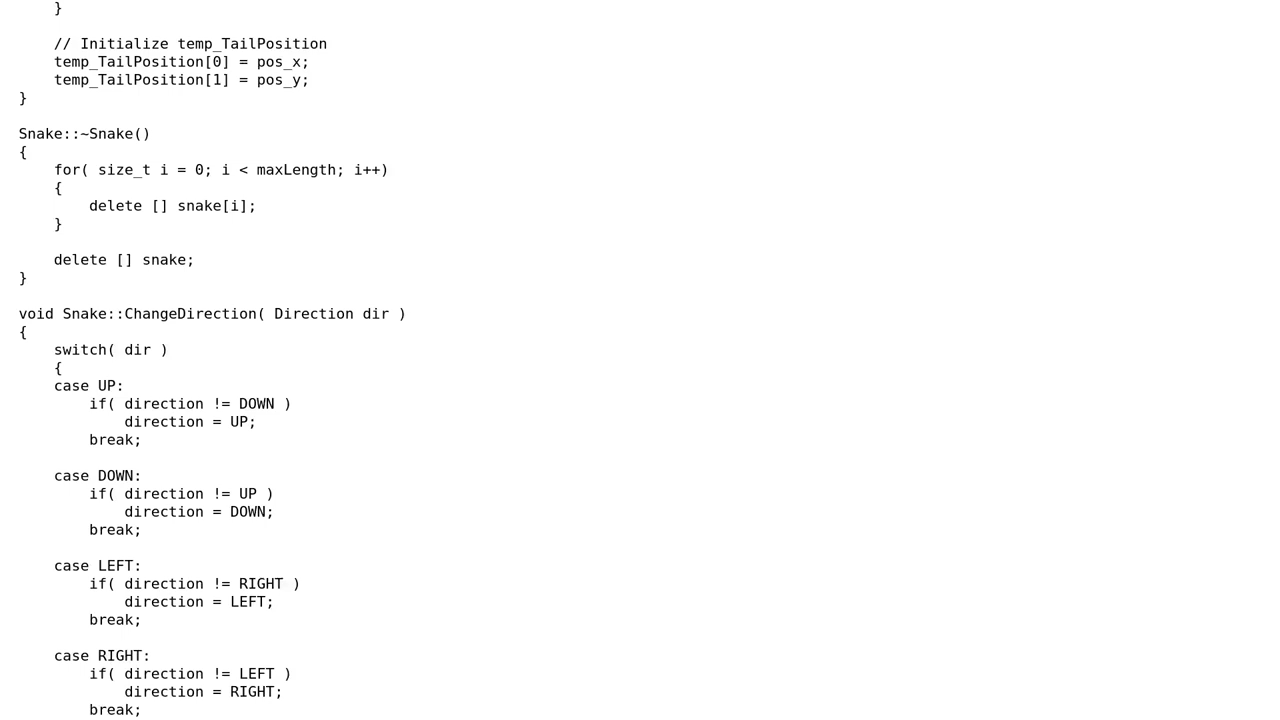 }

    // Initialize temp_TailPosition
    temp_TailPosition[0] = pos_x;
    temp_TailPosition[1] = pos_y;
}

Snake::~Snake()
{
    for( size_t i = 0; i < maxLength; i++)
    {
        delete [] snake[i];
    }

    delete [] snake;
}

void Snake::ChangeDirection( Direction dir )
{
    switch( dir )
    {
    case UP:
        if( direction != DOWN )
            direction = UP;
        break;

    case DOWN:
        if( direction != UP )
            direction = DOWN;
        break;

    case LEFT:
        if( direction != RIGHT )
            direction = LEFT;
        break;

    case RIGHT:
        if( direction != LEFT )
            direction = RIGHT;
        break;